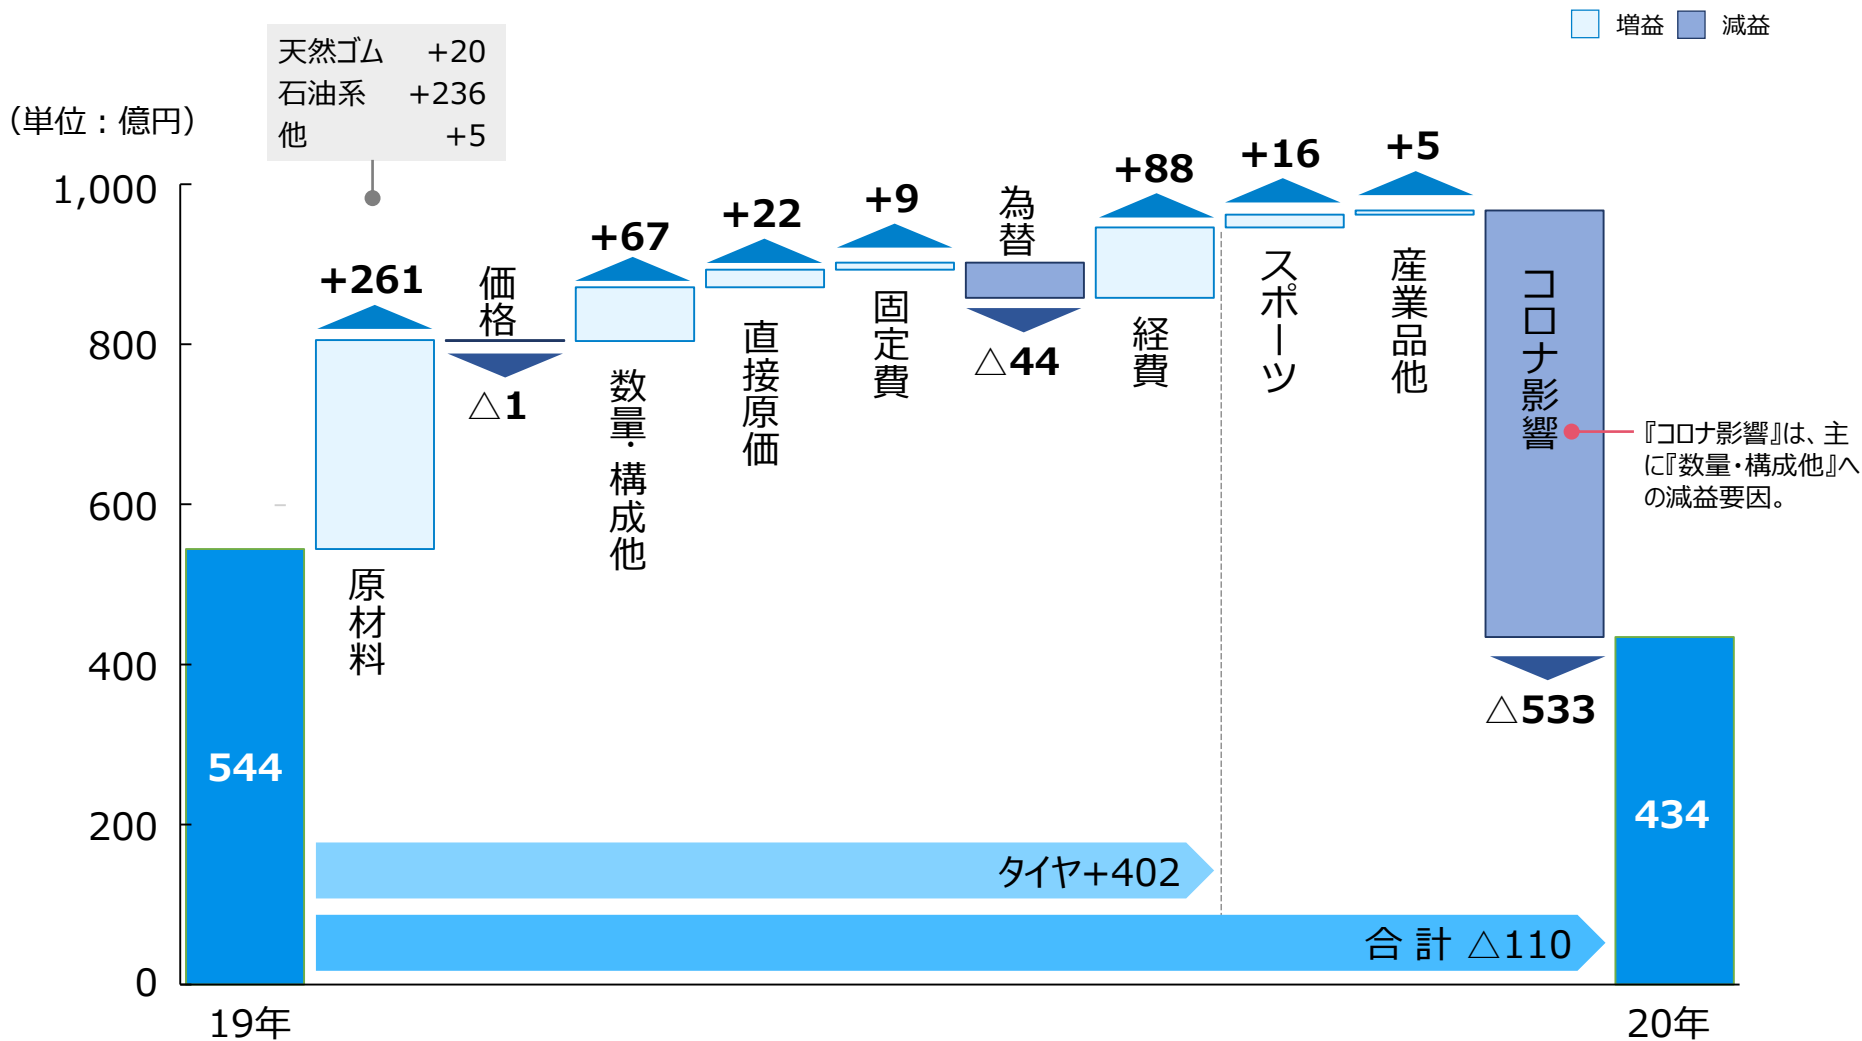 増益 減益
天然ゴム +20
石油系 +236
他 +5
（単位：億円）
1,000
800
600
400
200
0
544
19年
+261
原材料
価格
△1
+67
数量・構成他
+22
直接原価
+9
固定費
為替
△44
+88
経費
+16
スポーツ
+5
産業品他
コロナ影響
△533
『コロナ影響』は、主
に『数量・構成他』へ
の減益要因。
タイヤ+402
合 計 △110
434
20年